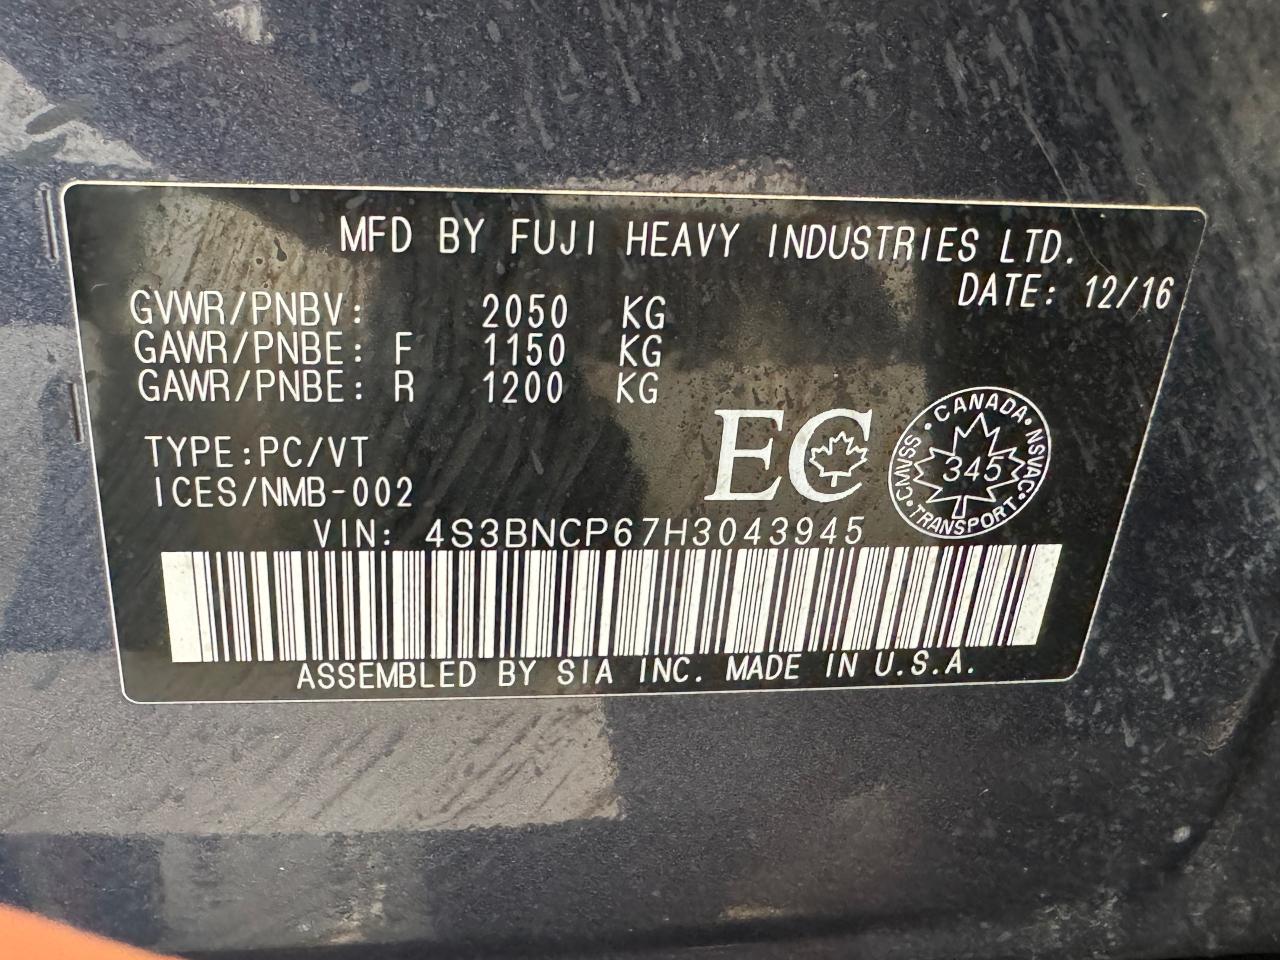 MFD BY FUJI HEAVY INDUSTRIES LTD.
DATE: 12/16
GVWR/PNBV: 2050 KG
GAWR/PNBE: F 1150 KG
GAWR/PNBE: R 1200 KG
TYPE:PC/VT
ICES/NMB-002
EC
CANADA · NSVAC · TRANSPORT · CMVSS ·
345
VIN: 4S3BNCP67H3043945
ASSEMBLED BY SIA INC. MADE IN U.S.A.